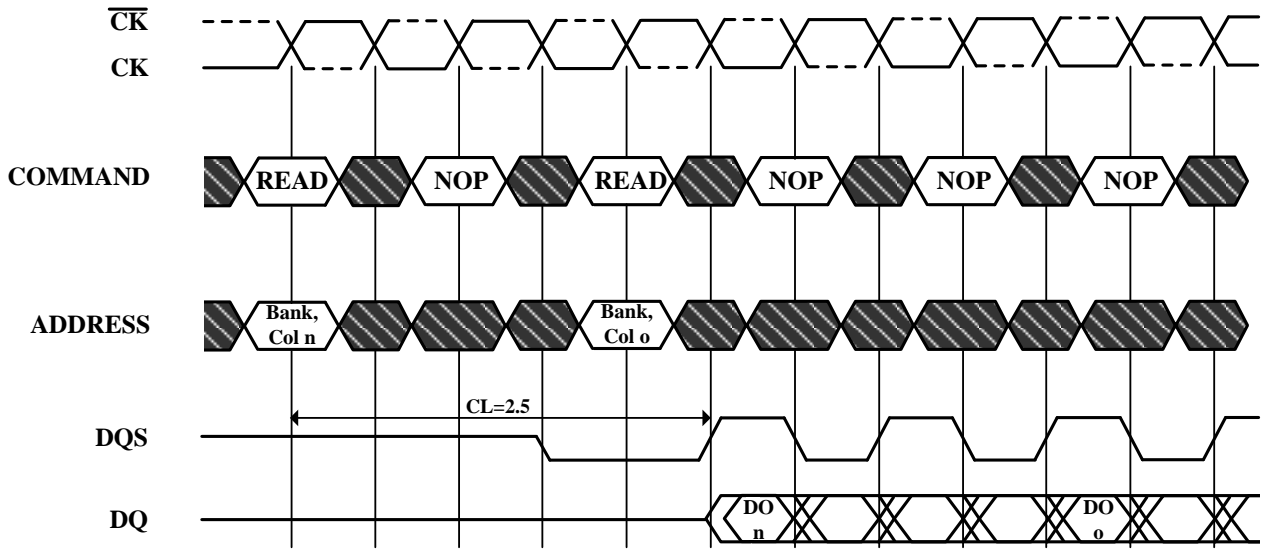 CK
CK
COMMAND
READ NOP READ NOP NOP NOP
ADDRESS
Bank,
Col n
Bank,
Col o
CL=2.5
DQS
DQ
DO
n
DO
o